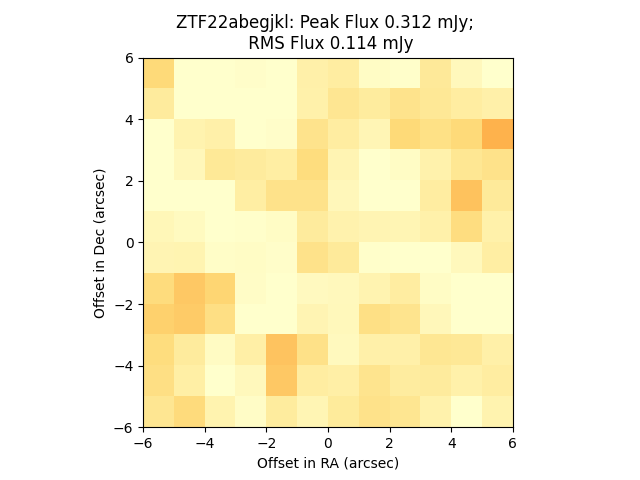 ZTF22abegjkl: Peak Flux 0.312 mJy;
RMS Flux 0.114 mJy
6
4
2
0
−2
−4
−6
Offset in Dec (arcsec)
−6 −4 −2 0 2 4 6
Offset in RA (arcsec)